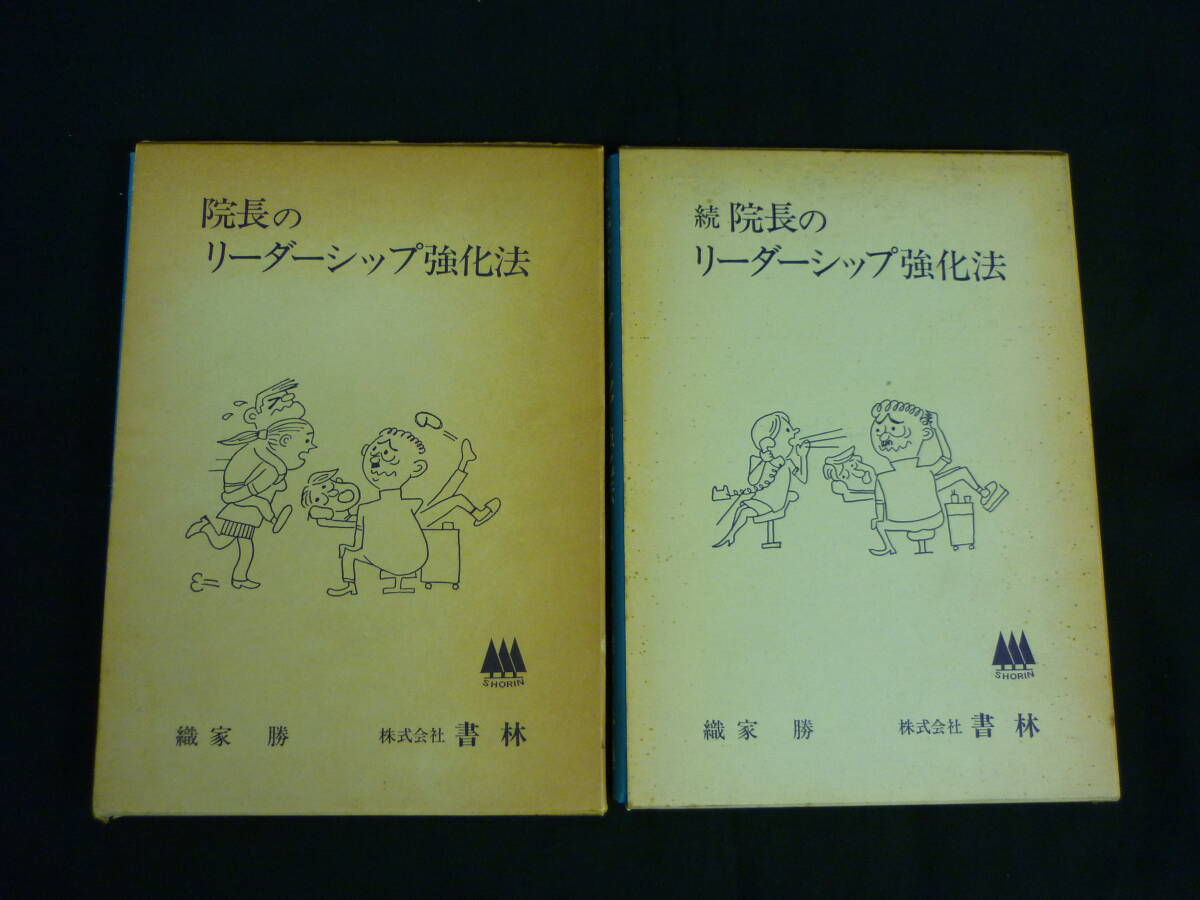 院長の
リーダーシップ強化法
SHORIN
織家 勝 株式会社 書林
続 院長の
リーダーシップ強化法
SHORIN
織家 勝 株式会社 書林